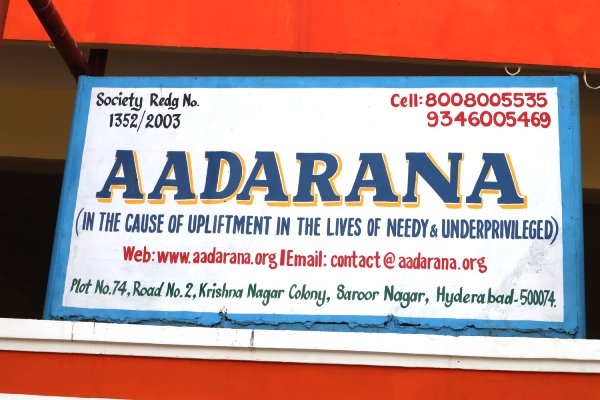 Society Redg No.
1352/2003
Cell: 8008005535
9346005469
AADARANA
(IN THE CAUSE OF UPLIFTMENT IN THE LIVES OF NEEDY & UNDERPRIVILEGED)
Web: www.aadarana.org | Email: contact@aadarana.org
Plot No.74, Road No.2, Krishna Nagar Colony, Saroor Nagar, Hyderabad-500074.